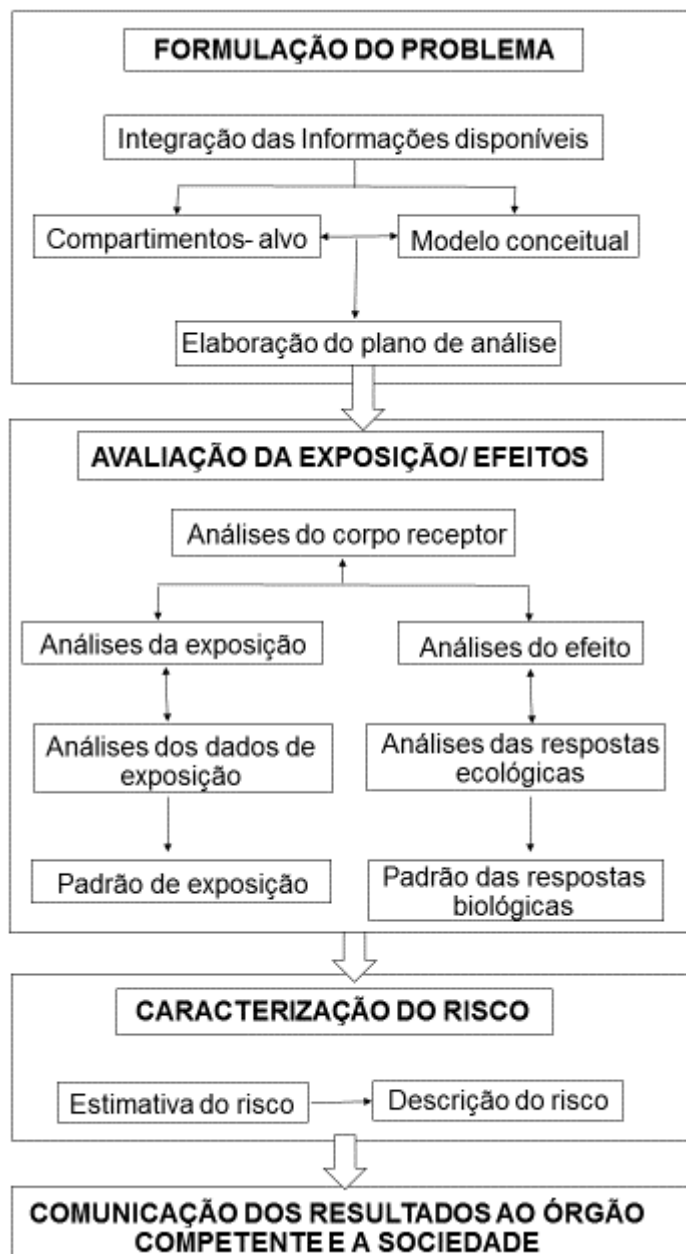 FORMULAÇÃO DO PROBLEMA
Integração das Informações disponíveis
Compartimentos- alvo
Modelo conceitual
Elaboração do plano de análise
AVALIAÇÃO DA EXPOSIÇÃO/ EFEITOS
Análises do corpo receptor
Análises da exposição
Análises do efeito
Análises dos dados de
exposição
Análises das respostas
ecológicas
Padrão de exposição
Padrão das respostas
biológicas
CARACTERIZAÇÃO DO RISCO
Estimativa do risco
Descrição do risco
COMUNICAÇÃO DOS RESULTADOS AO ÓRGÃO
COMPETENTE E A SOCIEDADE